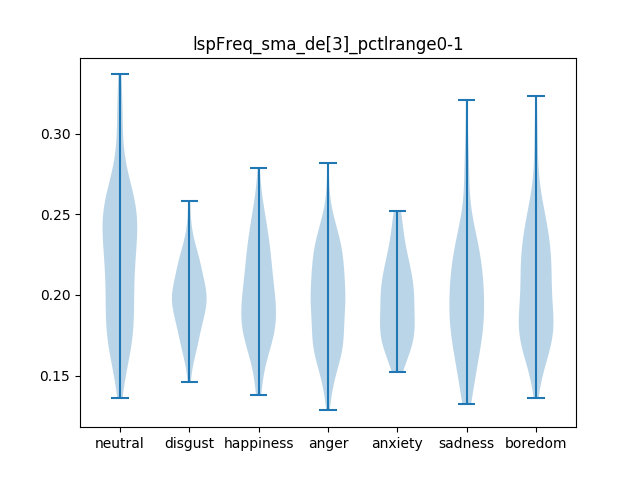 lspFreq_sma_de[3]_pctlrange0-1
0.30
0.25
0.20
0.15
neutral disgust happiness anger anxiety sadness boredom